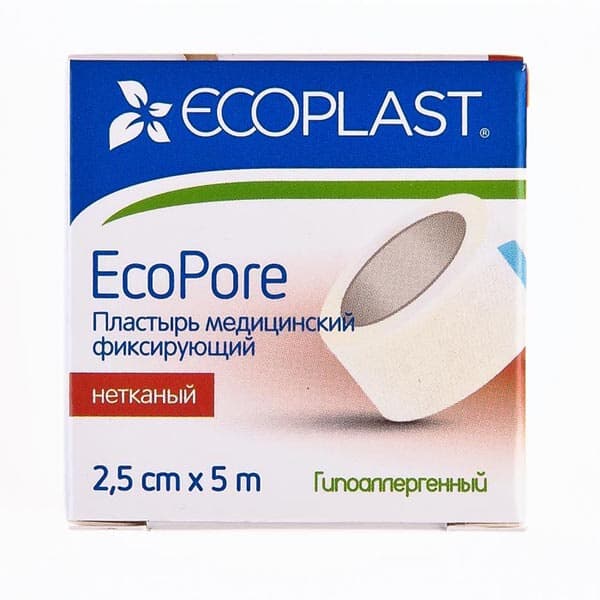 ECOPLAST®
EcoPore
Пластырь медицинский
фиксирующий
нетканый
2,5 cm x 5 m
Гипоаллергенный